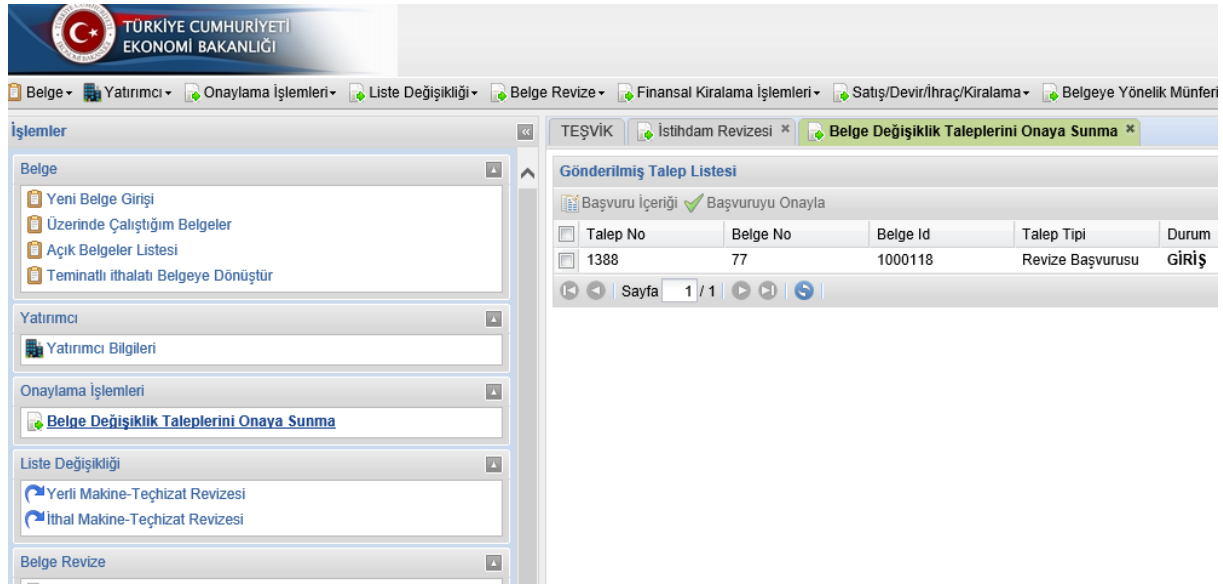 TÜRKİYE CUMHURİYETİ
EKONOMİ BAKANLIĞI
Belge Yatırımcı Onaylama İşlemleri Liste Değişikliği Belge Revize Finansal Kiralama İşlemleri Satış/Devir/İhraç/Kiralama Belgeye Yönelik Münferi
İşlemler
TEŞVİK İstihdam Revizesi Belge Değişiklik Taleplerini Onaya Sunma
Belge
Yeni Belge Girişi
Üzerinde Çalıştığım Belgeler
Açık Belgeler Listesi
Teminatlı ithalatı Belgeye Dönüştür
Yatırımcı
Yatırımcı Bilgileri
Onaylama İşlemleri
Belge Değişiklik Taleplerini Onaya Sunma
Liste Değişikliği
Yerli Makine-Teçhizat Revizesi
İthal Makine-Teçhizat Revizesi
Belge Revize
Gönderilmiş Talep Listesi
Başvuru İçeriği Başvuruyu Onayla
Talep No Belge No Belge Id Talep Tipi Durum
1388 77 1000118 Revize Başvurusu GİRİŞ
Sayfa 1 / 1